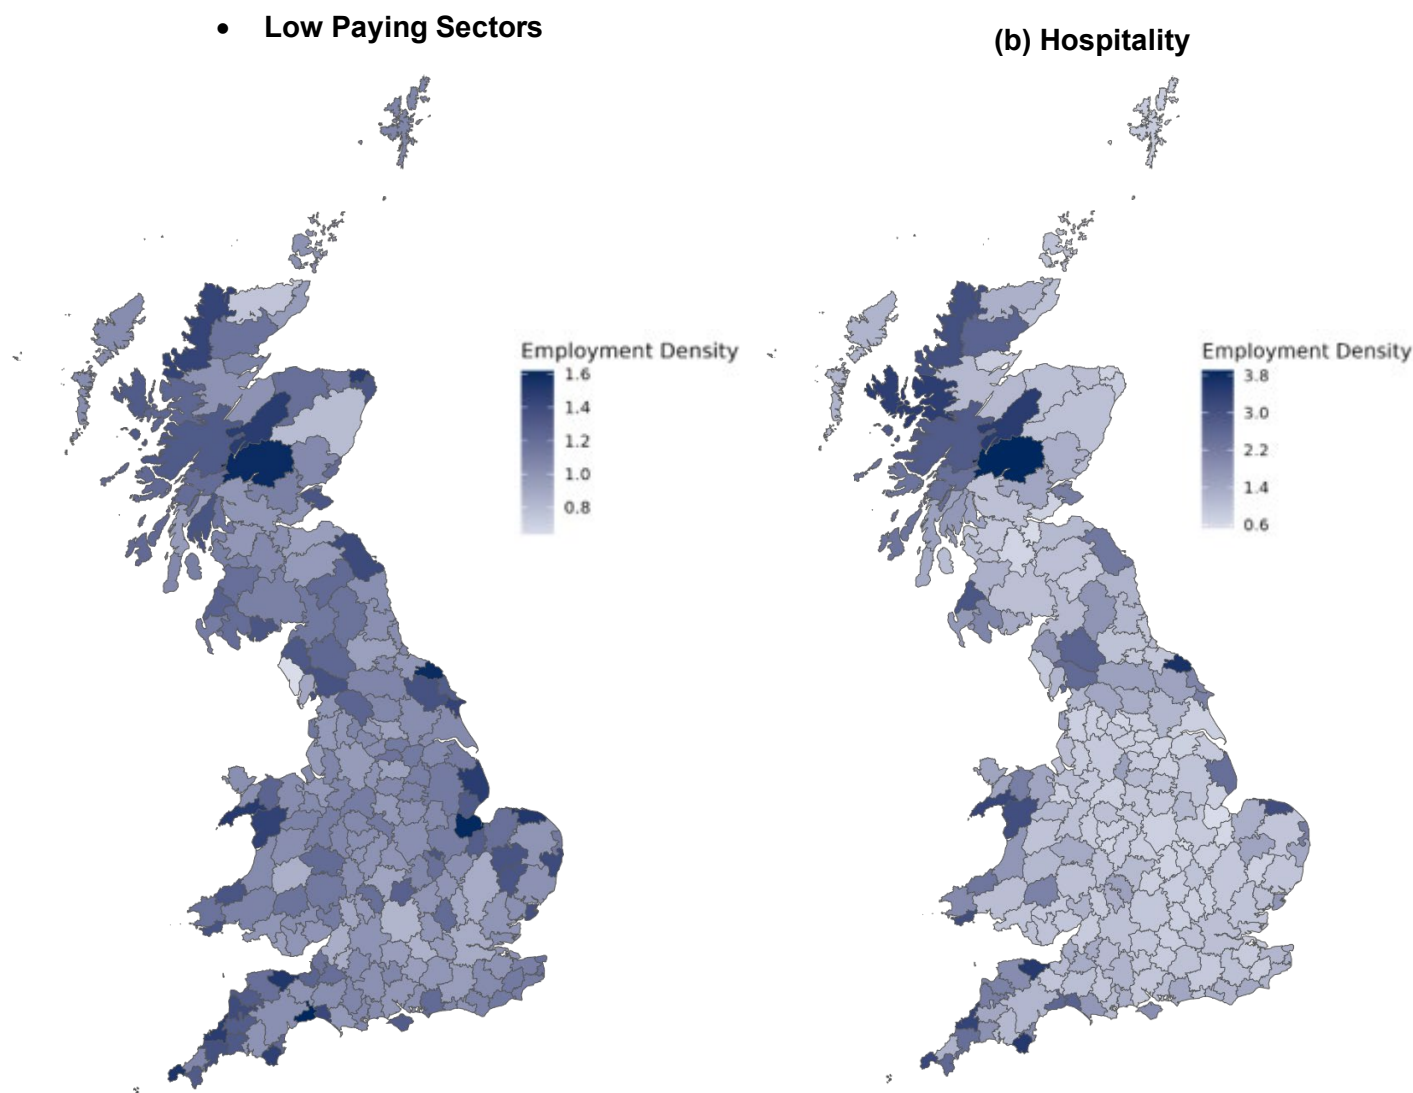 • Low Paying Sectors
(b) Hospitality
Employment Density
1.6
1.4
1.2
1.0
0.8
Employment Density
3.8
3.0
2.2
1.4
0.6